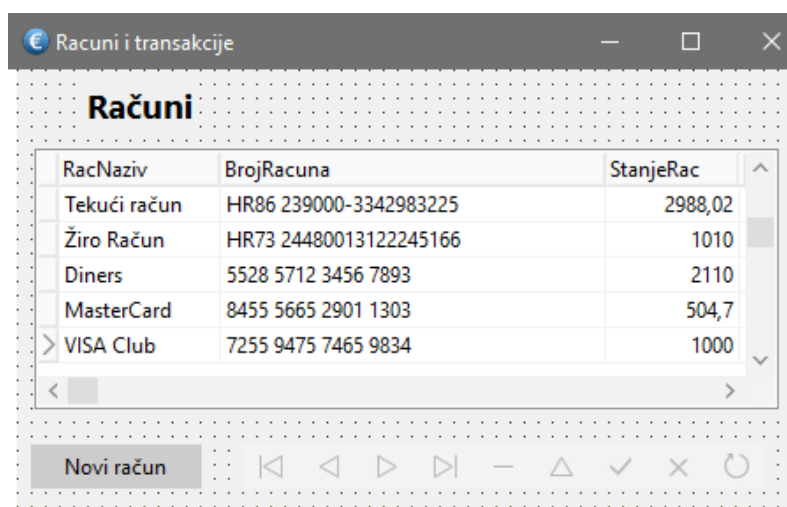 Racuni i transakcije
Računi
RacNaziv BrojRacuna StanjeRac
Tekući račun HR86 239000-3342983225 2988,02
Žiro Račun HR73 24480013122245166 1010
Diners 5528 5712 3456 7893 2110
MasterCard 8455 5665 2901 1303 504,7
VISA Club 7255 9475 7465 9834 1000
Novi račun